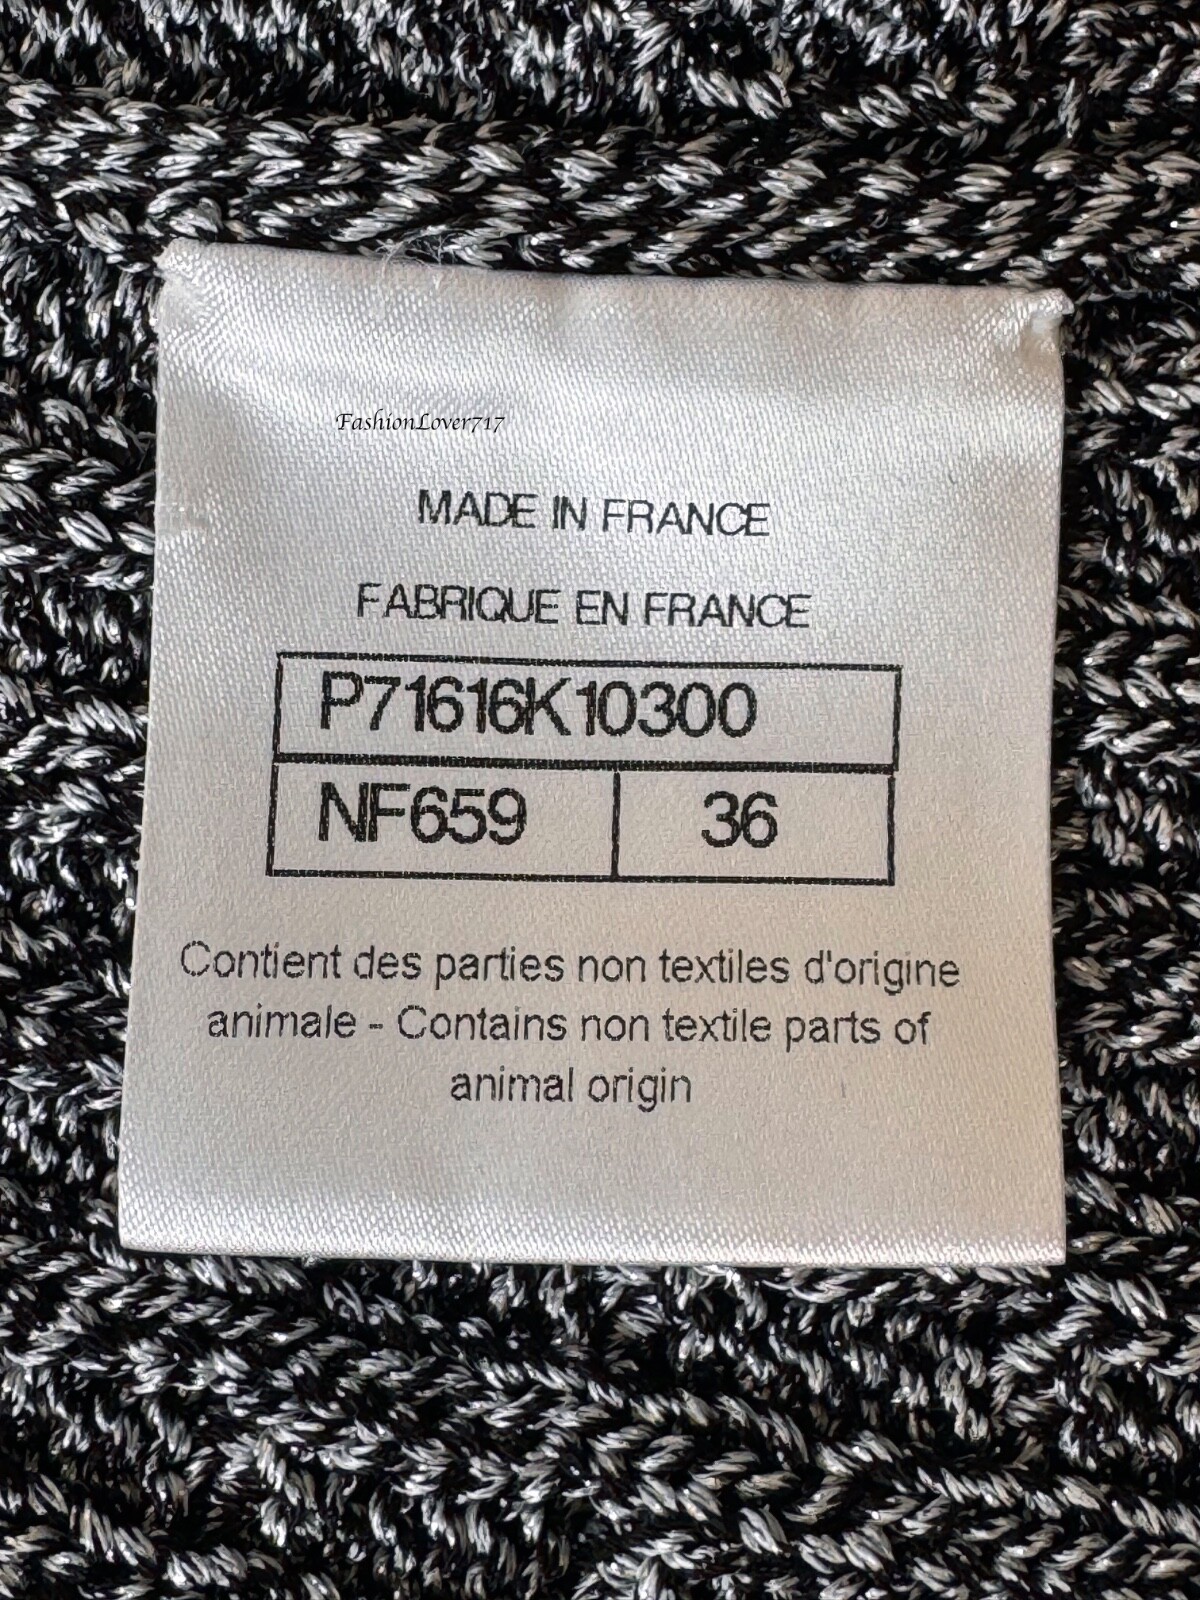 FashionLover717
MADE IN FRANCE
FABRIQUE EN FRANCE
P71616K10300
NF659 36
Contient des parties non textiles d'origine
animale - Contains non textile parts of
animal origin